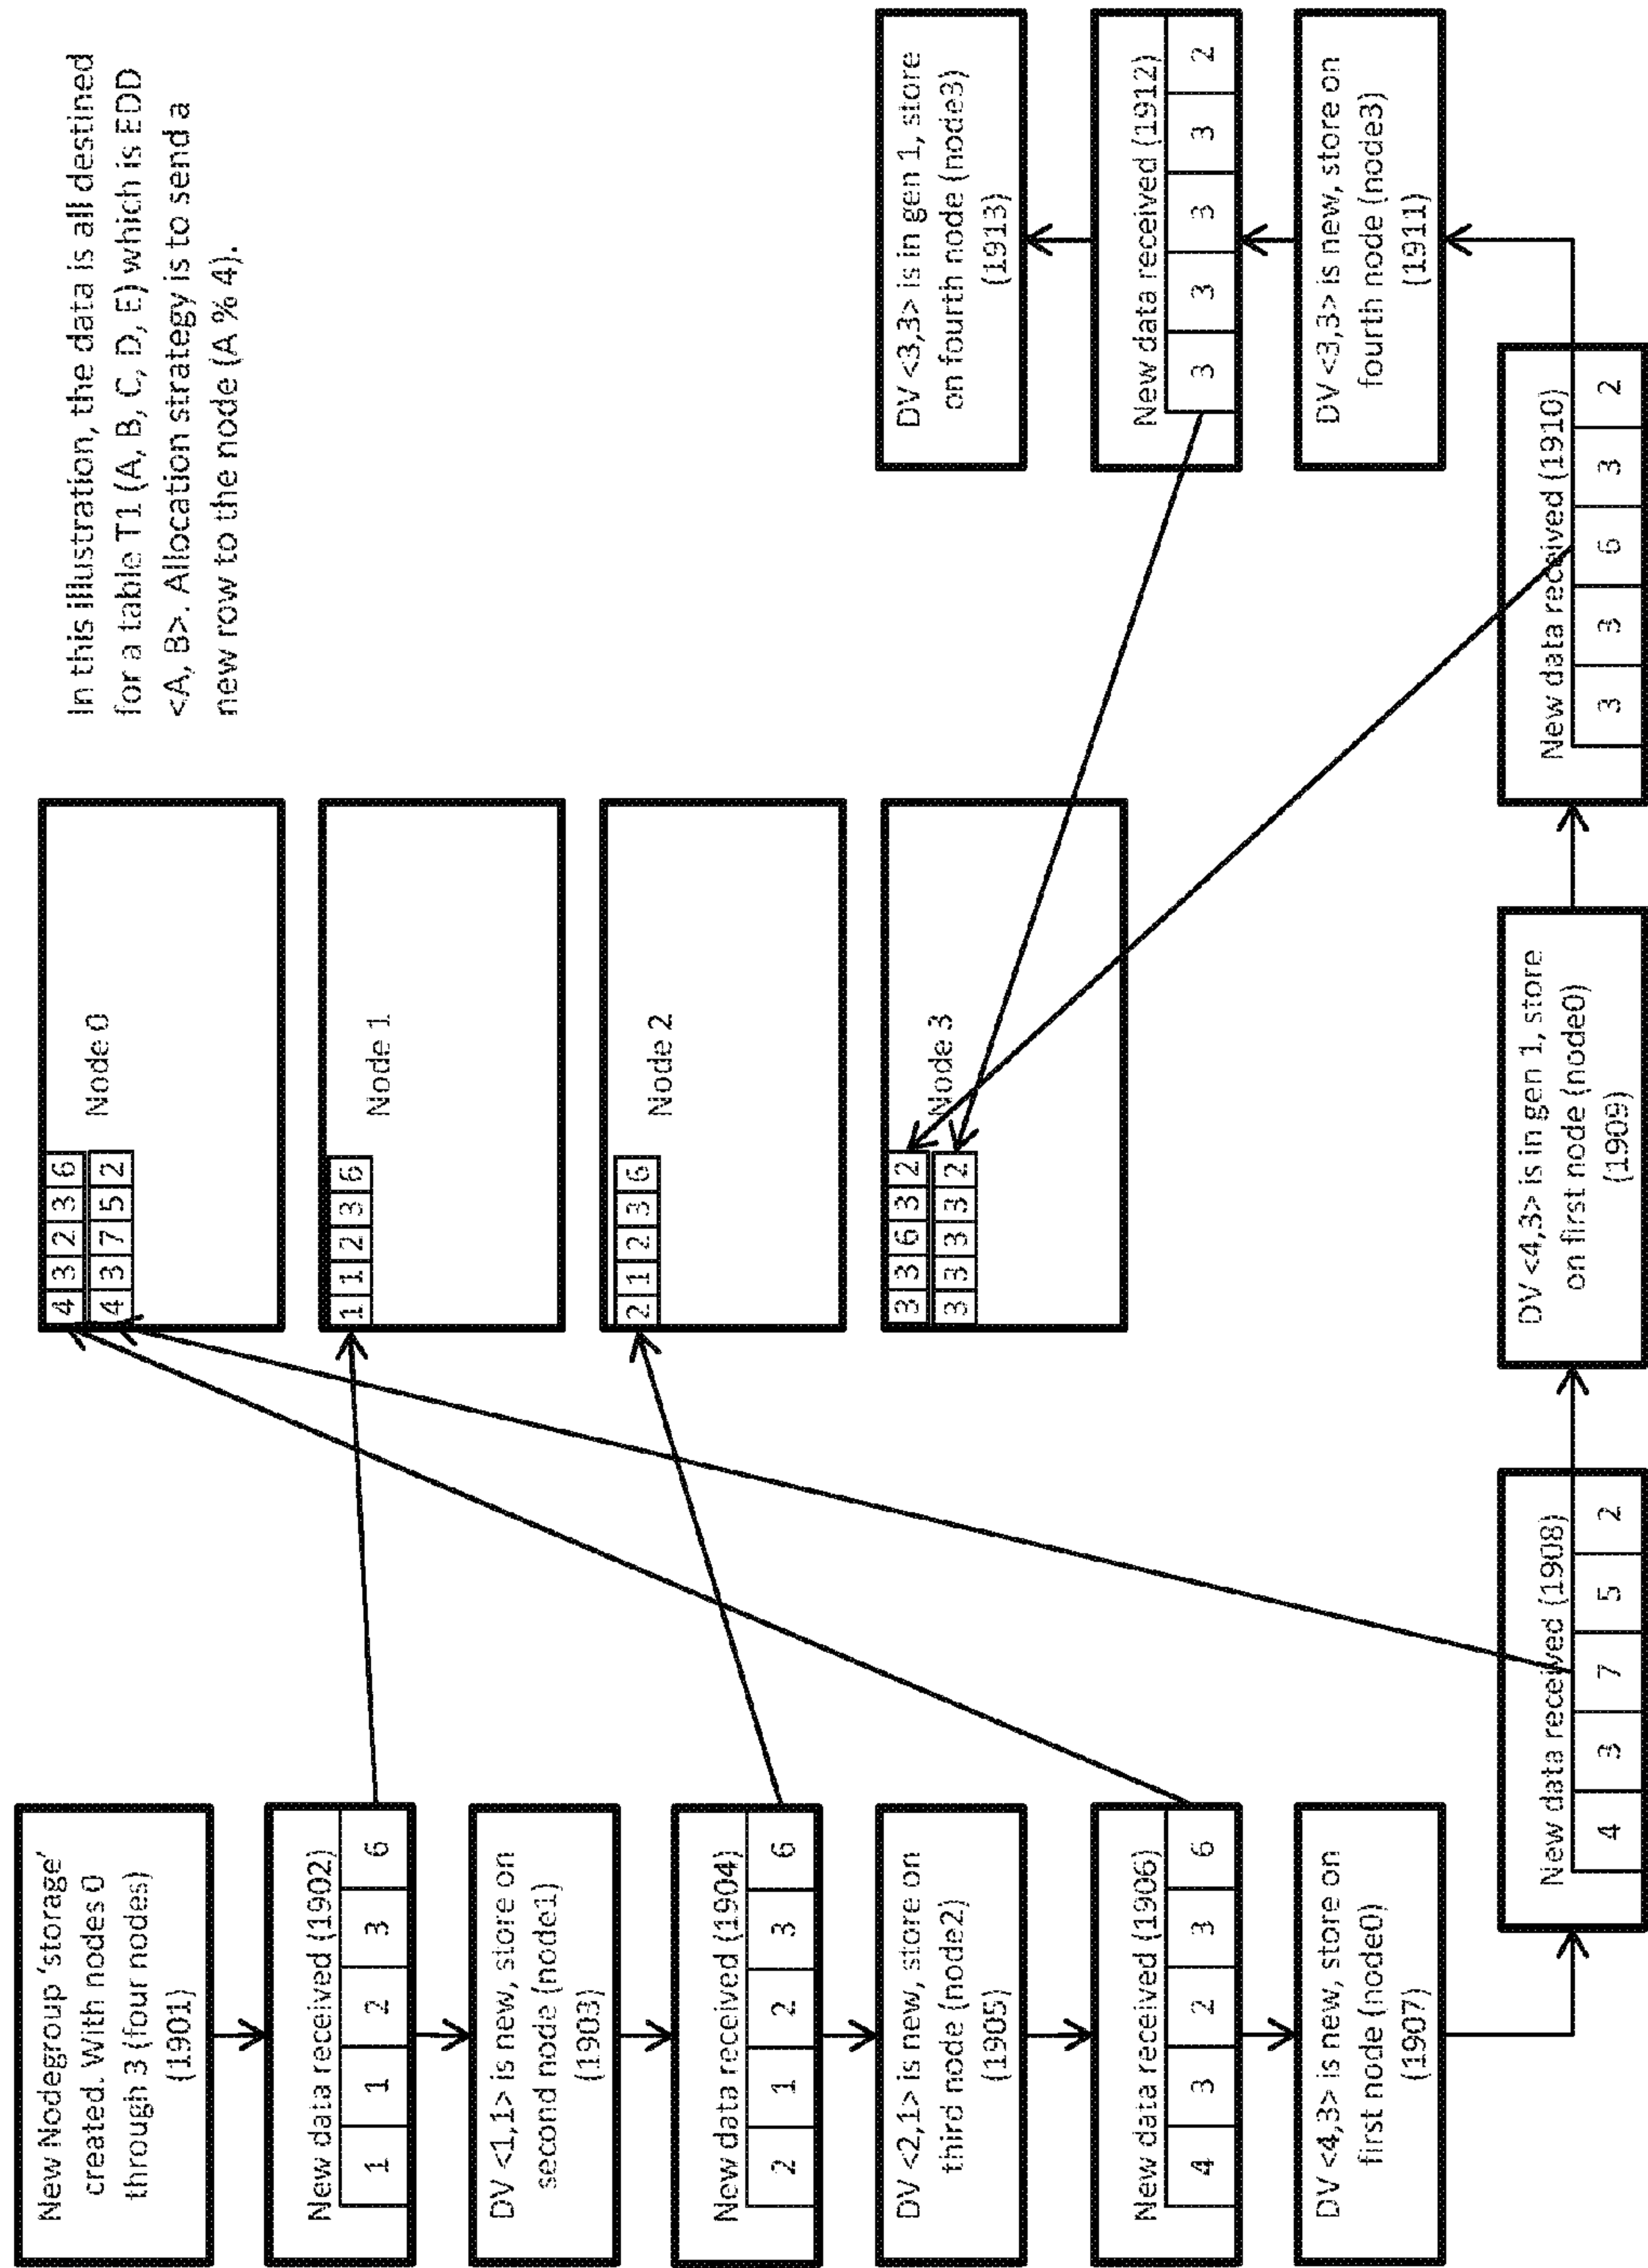 In this illustration, the data is all destined
for a table T1 (A, B, C, D, E) which is EDD
<A, B>. Allocation strategy is to send a
new row to the node (A % 4).
New Nodegroup ‘storage’
created. With nodes 0
through 3 (four nodes)
(1901)
New data received (1902)
1 1 2 3 6
DV <1,1> is new, store on
second node (node1)
(1903)
New data received (1904)
2 1 2 3 6
DV <2,1> is new, store on
third node (node2)
(1905)
New data received (1906)
4 3 2 3 6
DV <4,3> is new, store on
first node (node0)
(1907)
New data received (1908)
4 3 7 5 2
DV <4,3> is in gen 1, store
on first node (node0)
(1909)
New data received (1910)
3 3 6 3 2
DV <3,3> is new, store on
fourth node (node3)
(1911)
New data received (1912)
3 3 3 3 2
DV <3,3> is in gen 1, store
on fourth node (node3)
(1913)
4 3 2 3 6
4 3 7 5 2
Node 0
1 1 2 3 6
Node 1
2 1 2 3 6
Node 2
3 3 6 3 2
3 3 3 3 2
Node 3